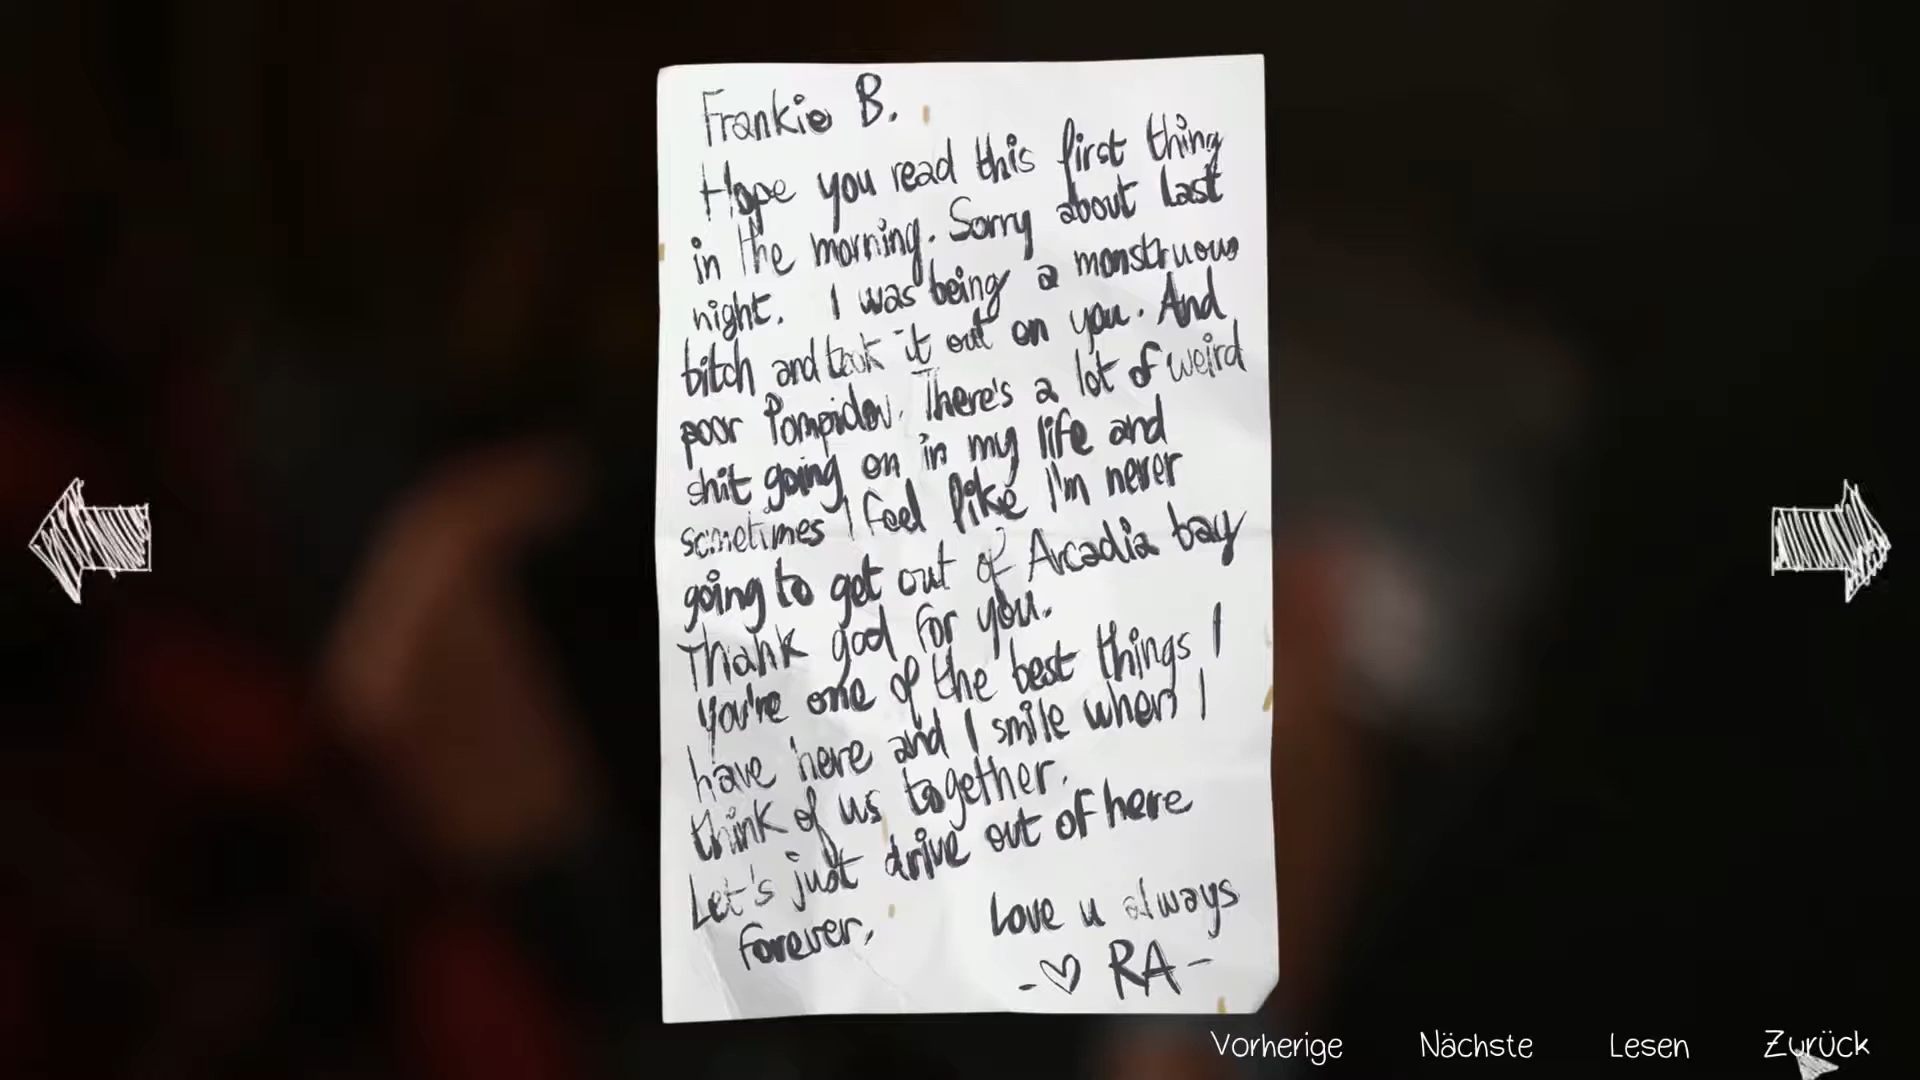 Frankie B.
Hope you read this first thing
in the morning. Sorry about last
night. I was being a monstruous
bitch and took it out on you. And
poor Pompidou. There's a lot of weird
shit going on in my life and
sometimes I feel like I'm never
going to get out of Arcadia bay
Thank god for you.
You're one of the best things I
have here and I smile when I
think of us together.
Let's just drive out of here
forever.
Love u always
-♡ RA-
Vorherige
Nächste
Lesen
Zurück